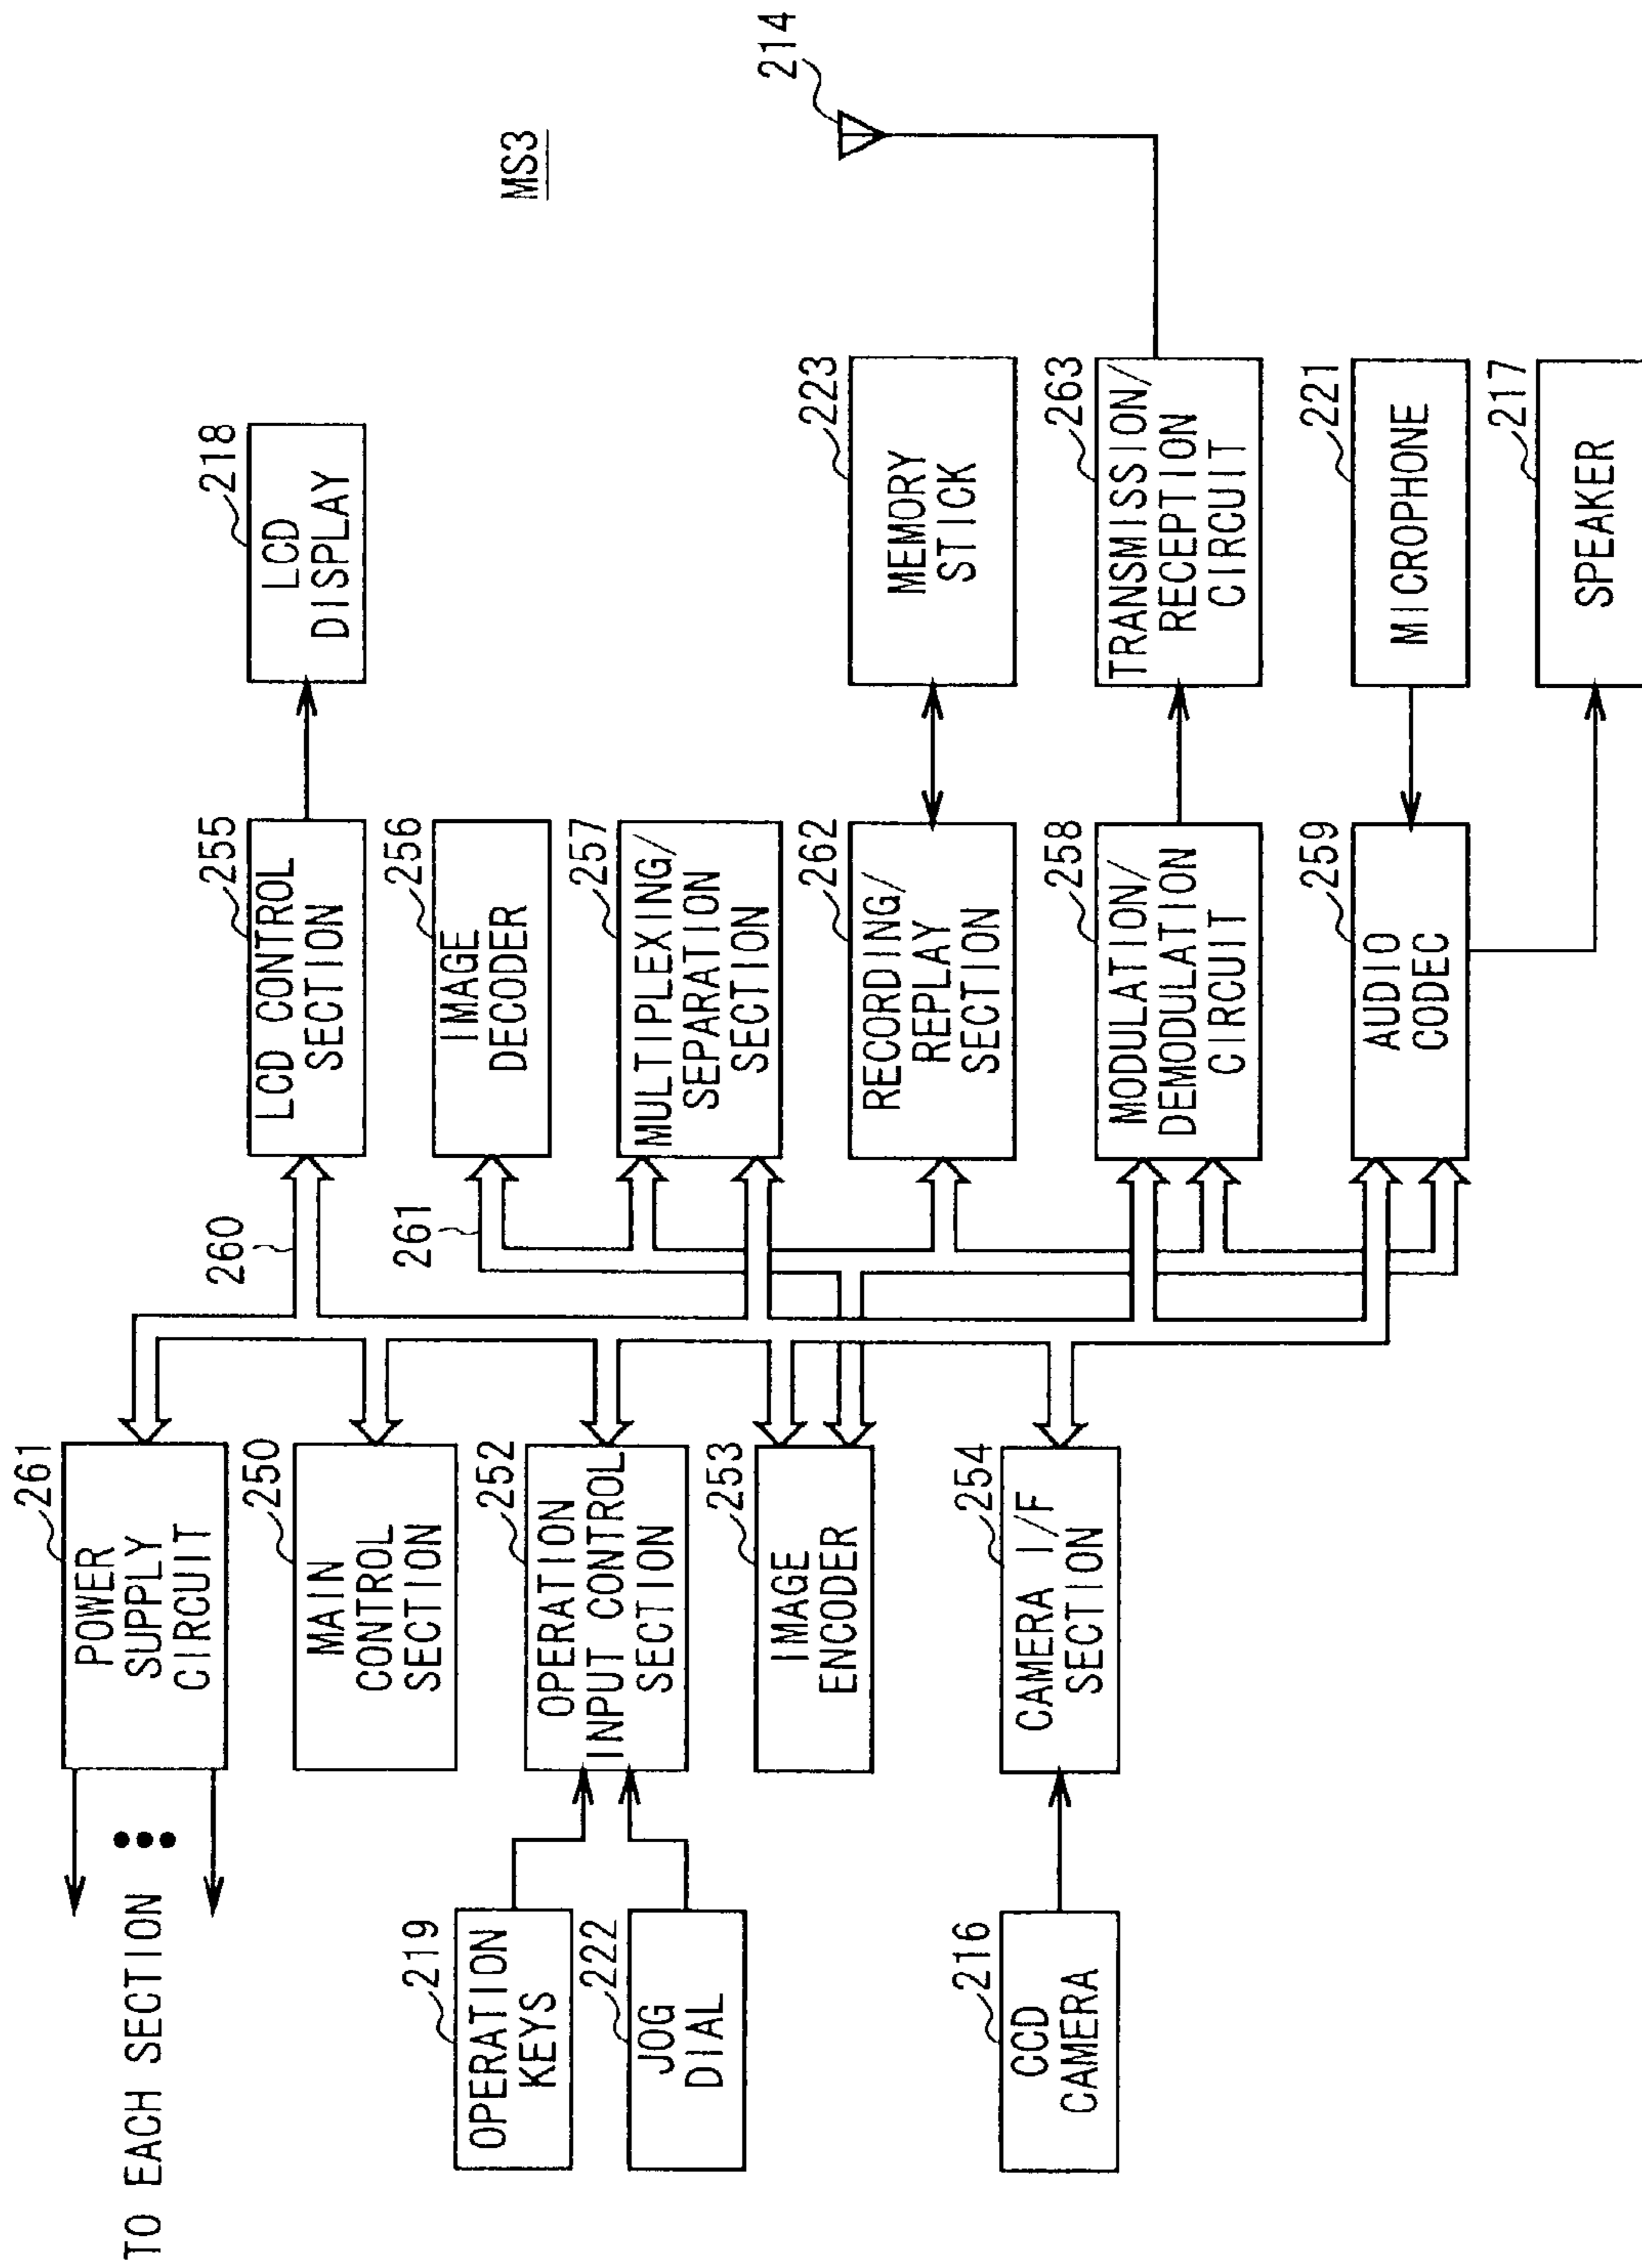 MS3
TO EACH SECTION
261
POWER
SUPPLY
CIRCUIT
250
MAIN
CONTROL
SECTION
219
OPERATION
KEYS
222
JOG
DIAL
252
OPERATION
INPUT CONTROL
SECTION
253
IMAGE
ENCODER
216
CCD
CAMERA
254
CAMERA I/F
SECTION
260
261
255
LCD CONTROL
SECTION
218
LCD
DISPLAY
256
IMAGE
DECODER
257
MULTIPLEXING/
SEPARATION
SECTION
262
RECORDING/
REPLAY
SECTION
223
MEMORY
STICK
258
MODULATION/
DEMODULATION
CIRCUIT
263
TRANSMISSION/
RECEPTION
CIRCUIT
214
259
AUDIO
CODEC
221
MICROPHONE
217
SPEAKER